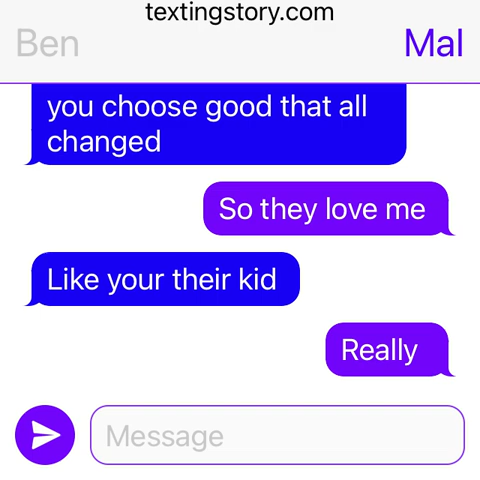 textingstory.com
Ben
Mal
you choose good that all
changed
So they love me
Like your their kid
Really
Message